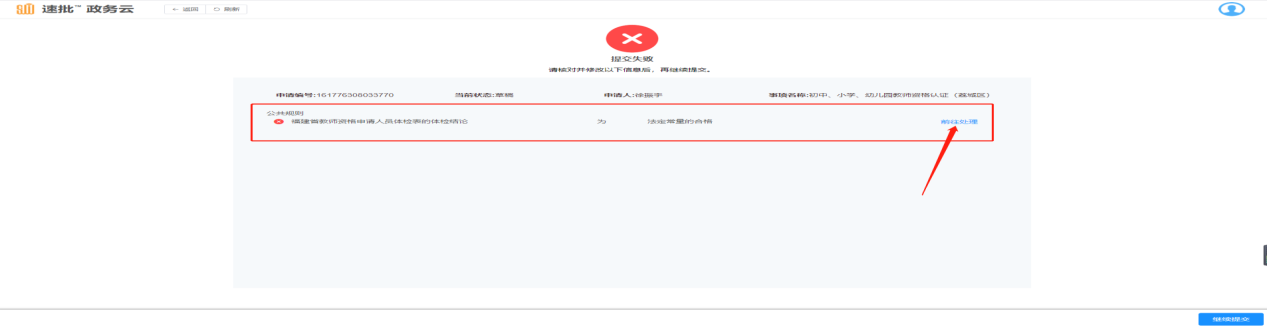 速批™ 政务云 ← 返回 刷新
提交失败
请核对并修改以下信息后，再继续提交。
申请编号:161776308033770 当前状态:草稿 申请人:徐振宇 事项名称:初中、小学、幼儿园教师资格认证（荔城区）
公共规则
福建省教师资格申请人员体检表的体检结论 为 法定常量的合格 前往处理
继续提交